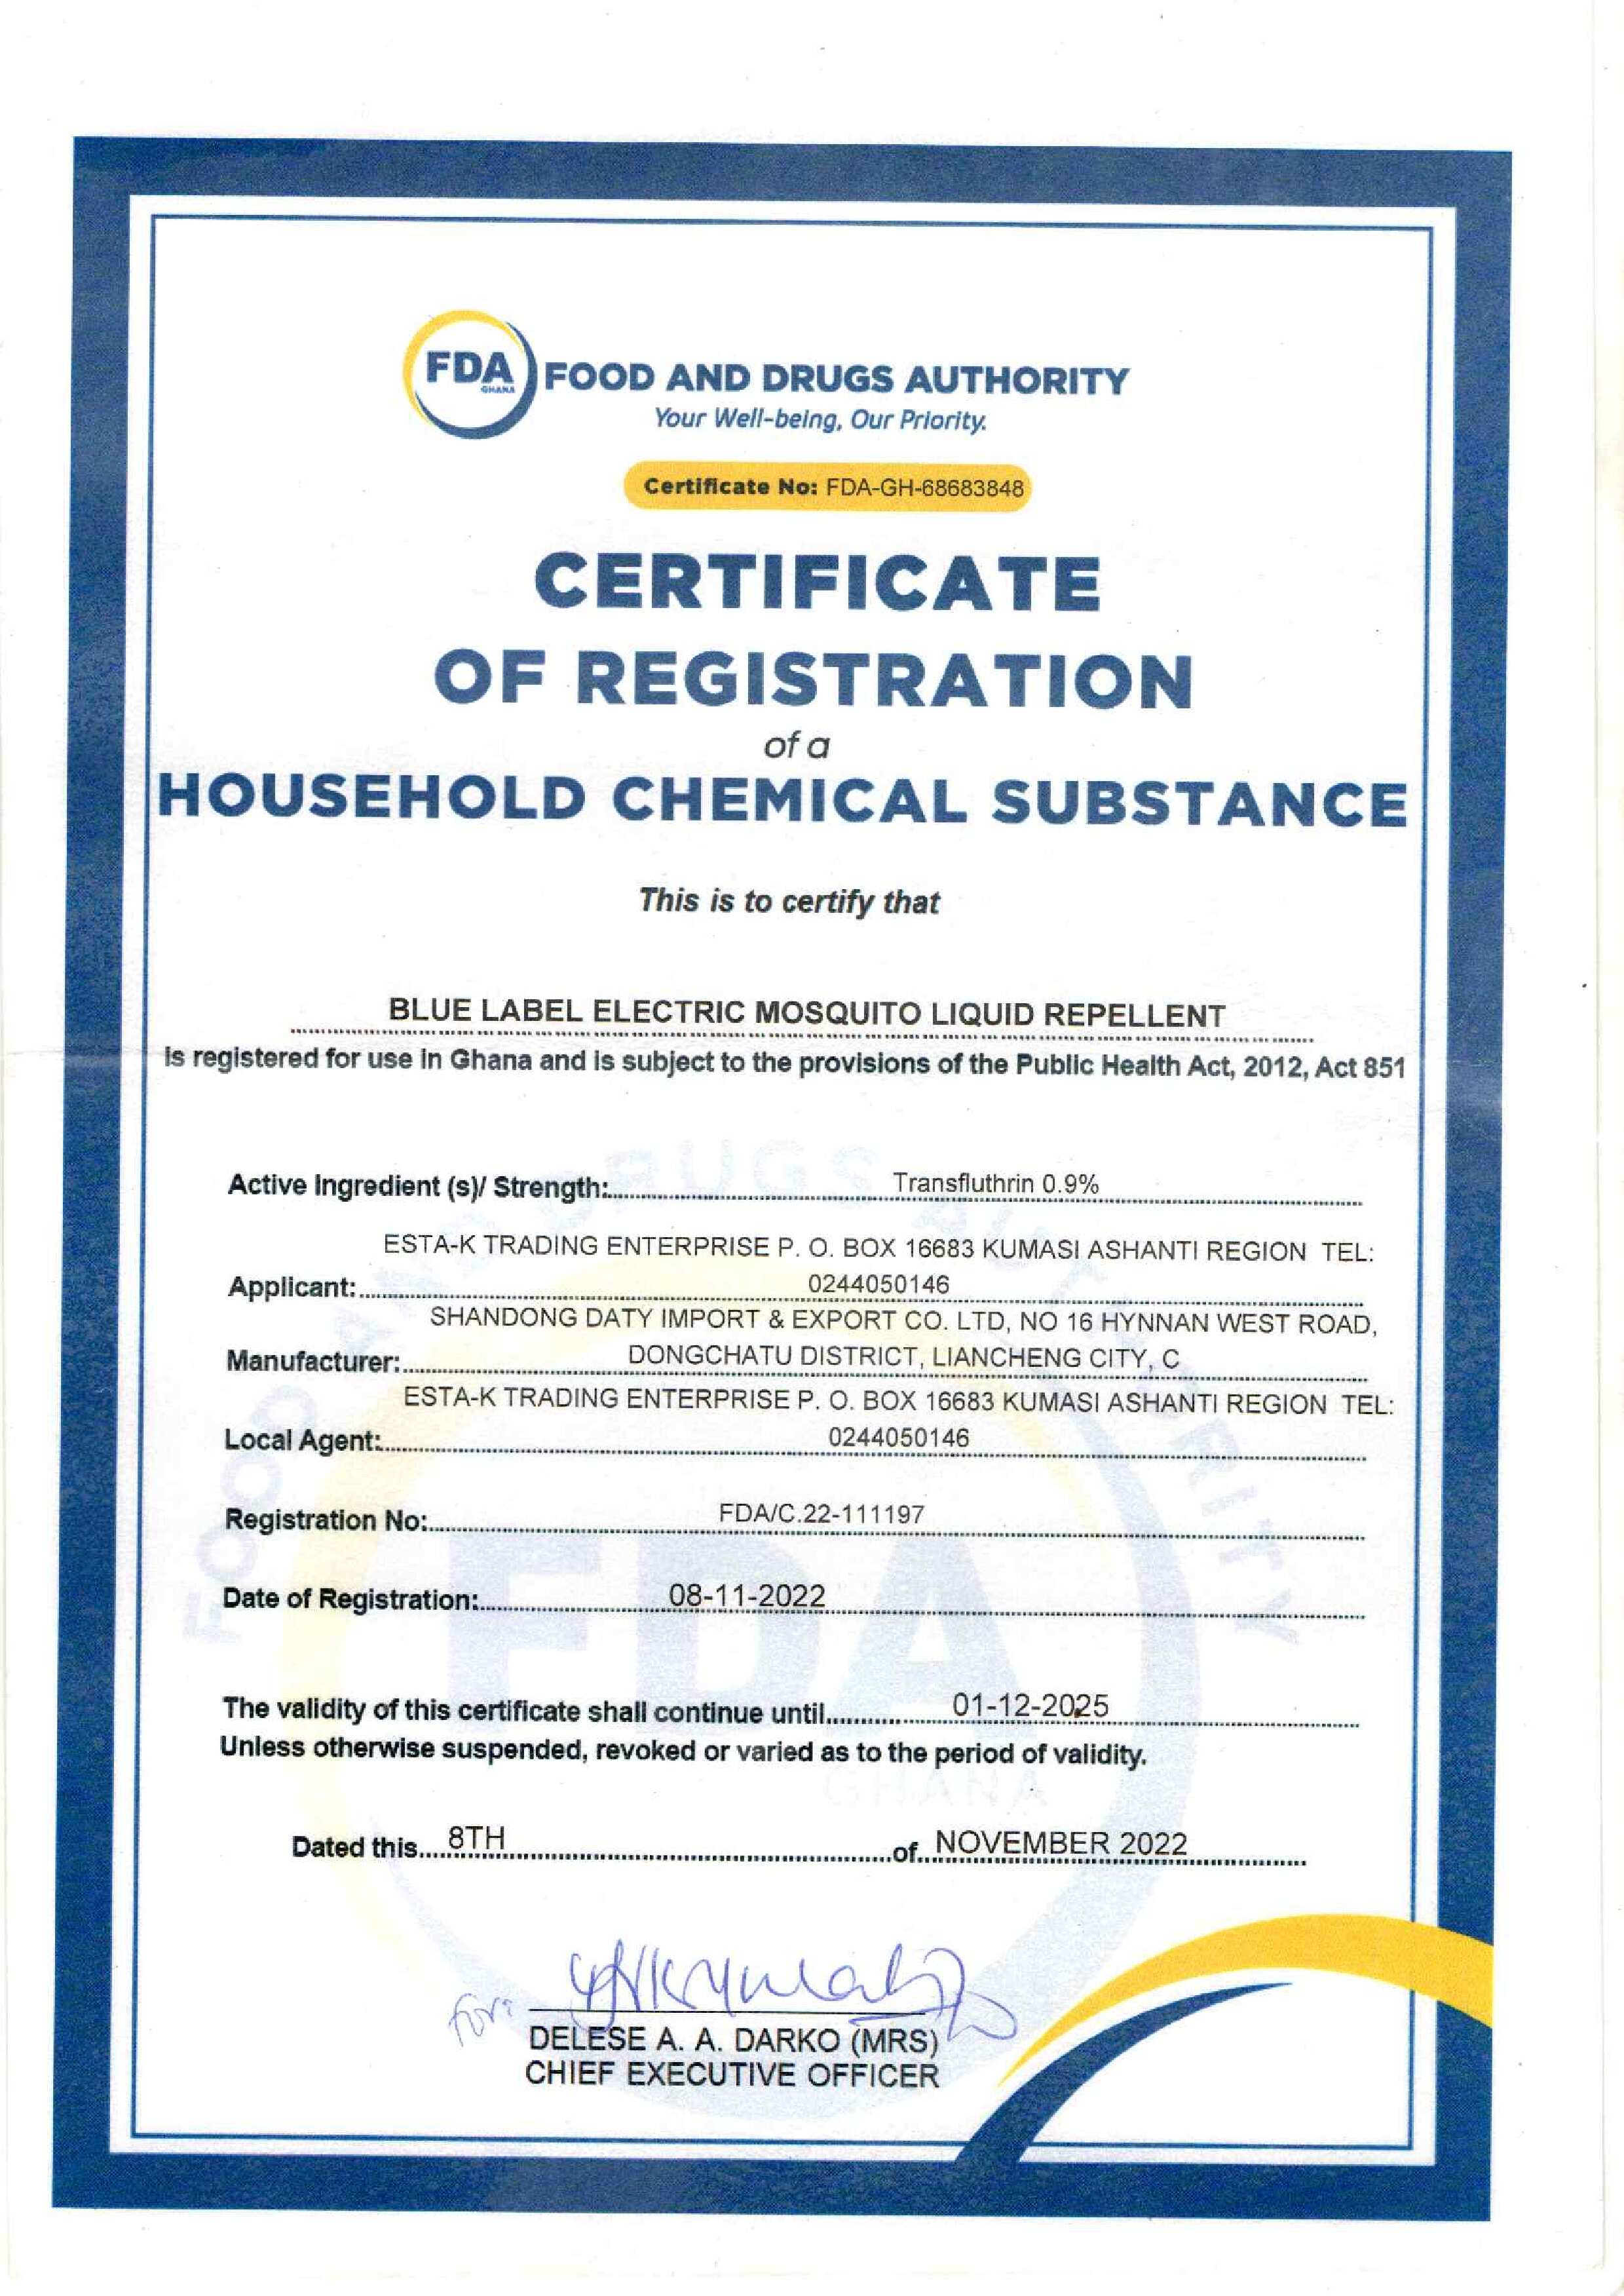 FDA
GHANA
FOOD AND DRUGS AUTHORITY
Your Well-being, Our Priority.
Certificate No: FDA-GH-68683848
CERTIFICATE
OF REGISTRATION
of a
HOUSEHOLD CHEMICAL SUBSTANCE
This is to certify that
BLUE LABEL ELECTRIC MOSQUITO LIQUID REPELLENT
is registered for use in Ghana and is subject to the provisions of the Public Health Act, 2012, Act 851
Active Ingredient (s)/ Strength: Transfluthrin 0.9%
ESTA-K TRADING ENTERPRISE P. O. BOX 16683 KUMASI ASHANTI REGION TEL:
Applicant: 0244050146
SHANDONG DATY IMPORT & EXPORT CO. LTD, NO 16 HYNNAN WEST ROAD,
Manufacturer: DONGCHATU DISTRICT, LIANCHENG CITY, C
ESTA-K TRADING ENTERPRISE P. O. BOX 16683 KUMASI ASHANTI REGION TEL:
Local Agent: 0244050146
Registration No: FDA/C.22-111197
Date of Registration: 08-11-2022
The validity of this certificate shall continue until 01-12-2025
Unless otherwise suspended, revoked or varied as to the period of validity.
Dated this 8TH of NOVEMBER 2022
for:
DELESE A. A. DARKO (MRS)
CHIEF EXECUTIVE OFFICER
FOOD AND DRUGS AUTHORITY
FDA
GHANA